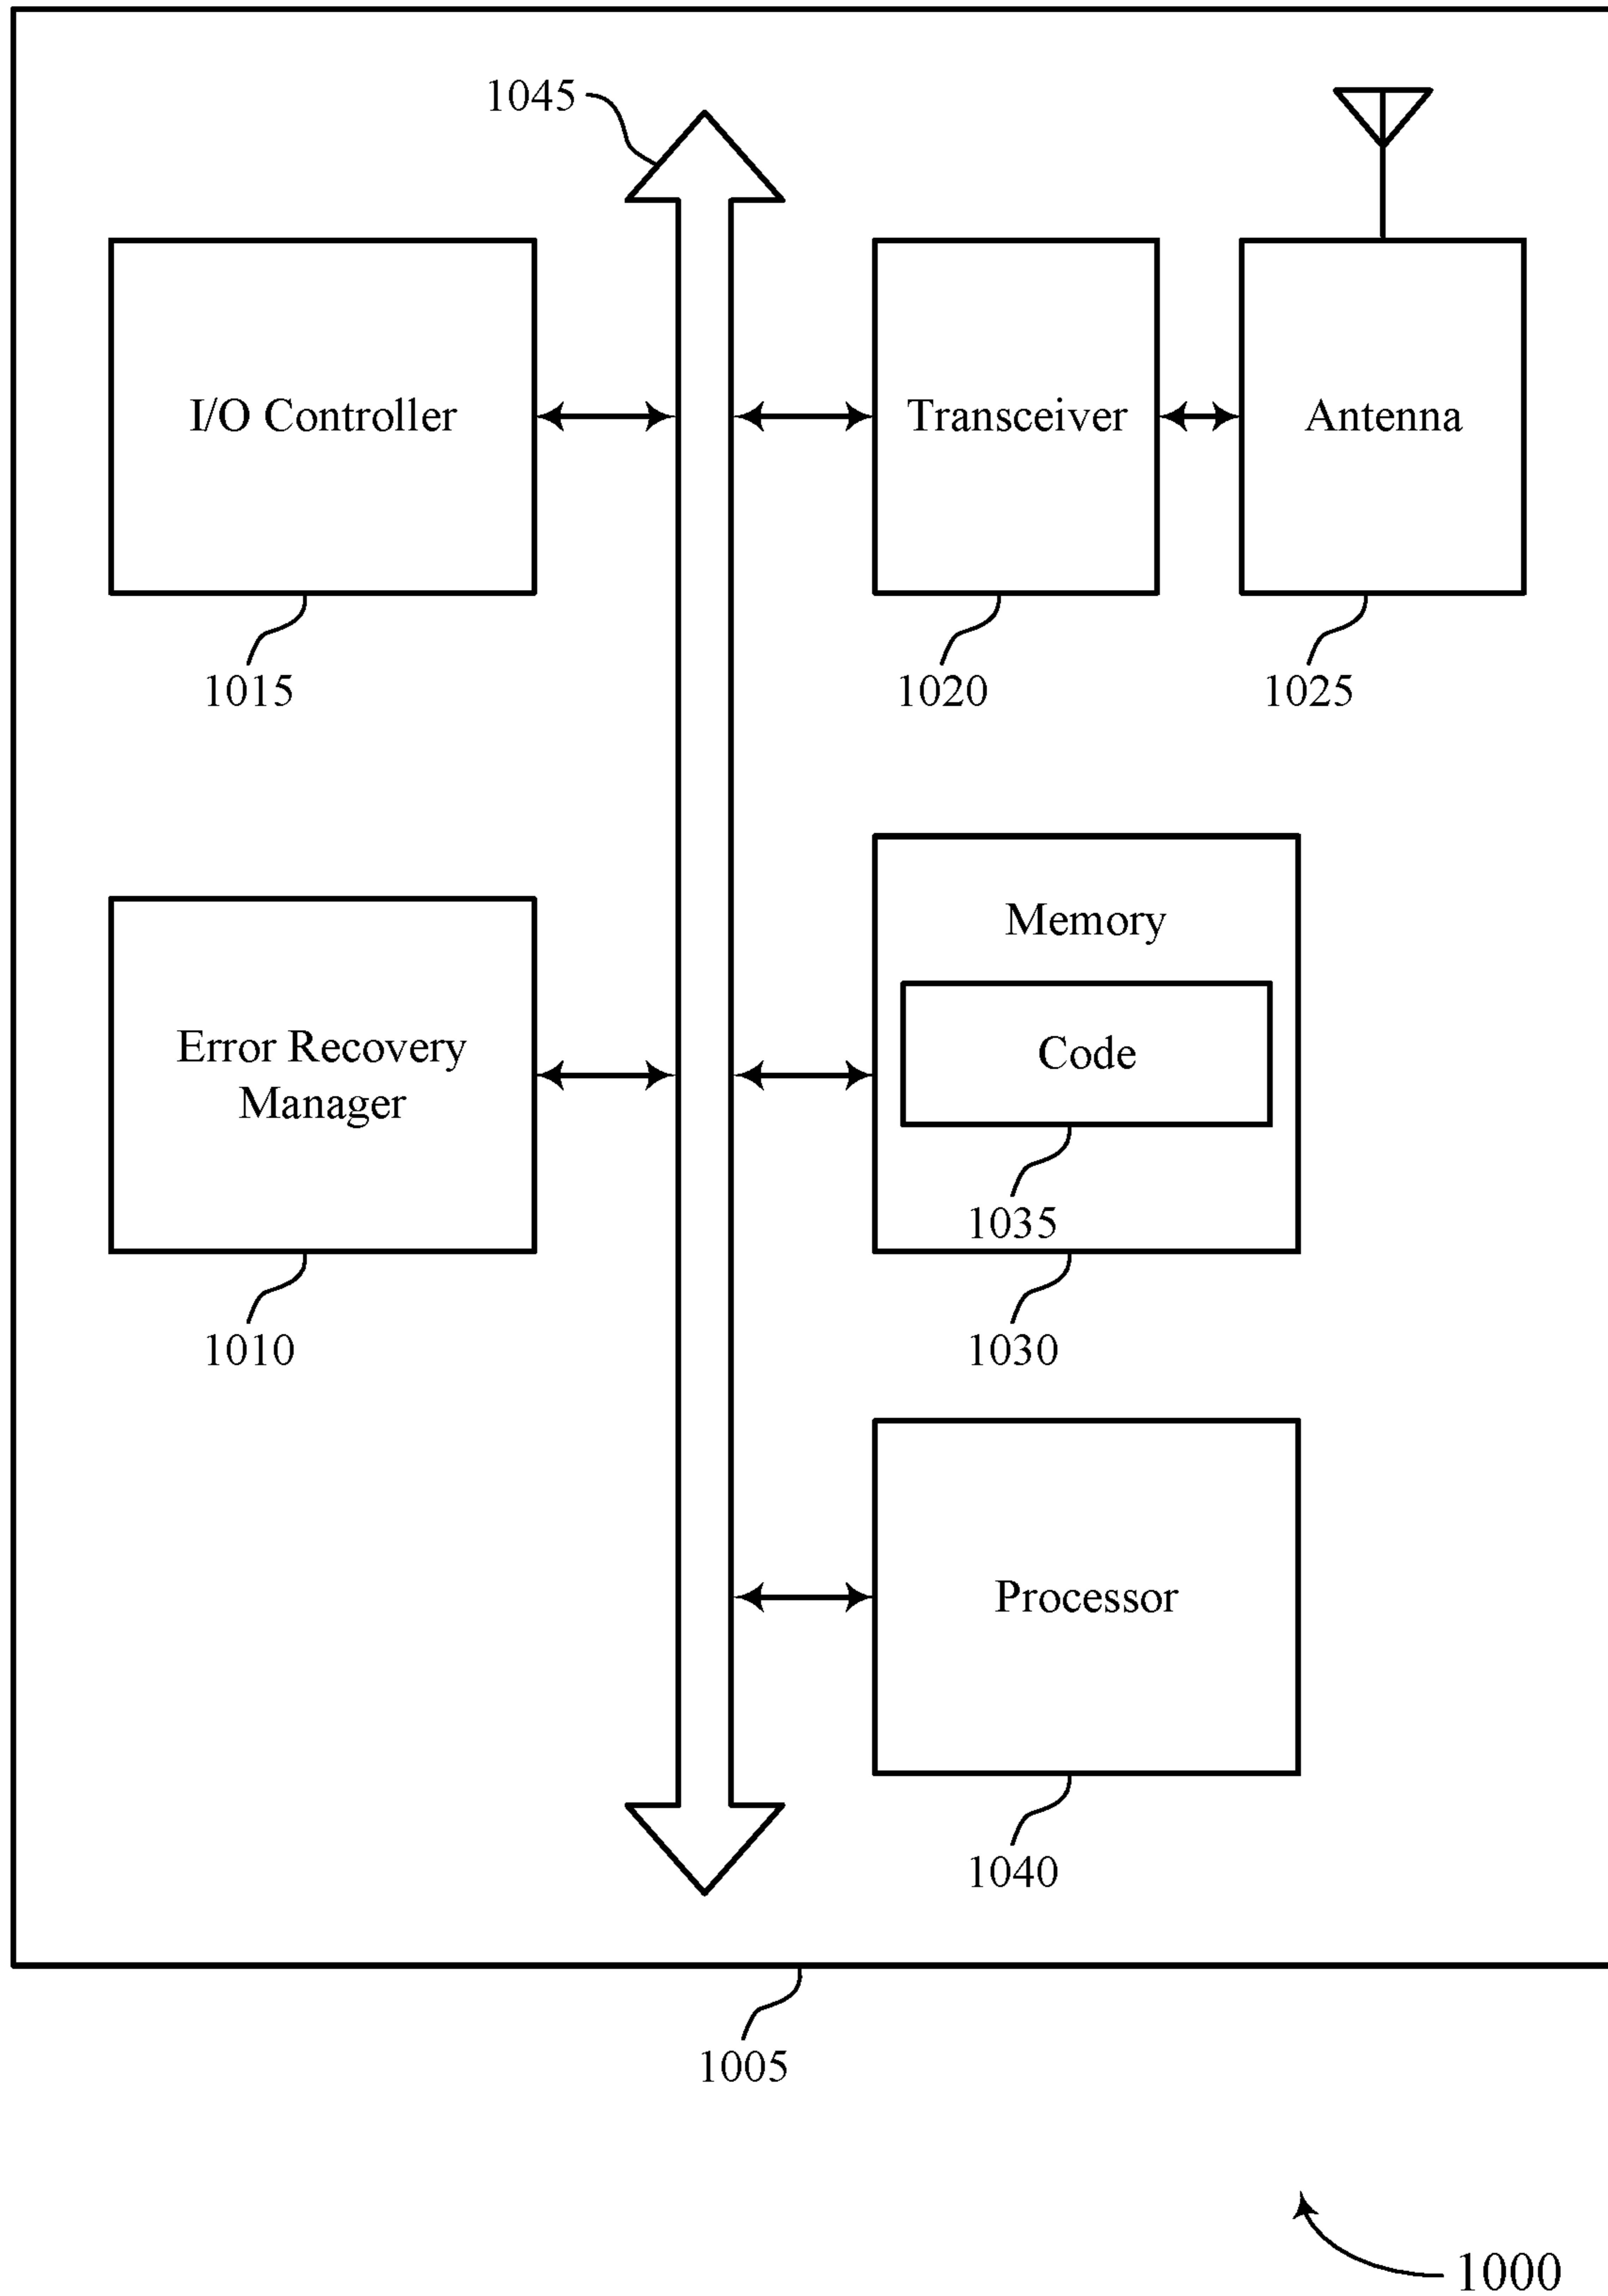 1045
I/O Controller
Transceiver
Antenna
1015
1020
1025
Memory
Error Recovery
Manager
Code
1035
1010
1030
Processor
1040
1005
1000